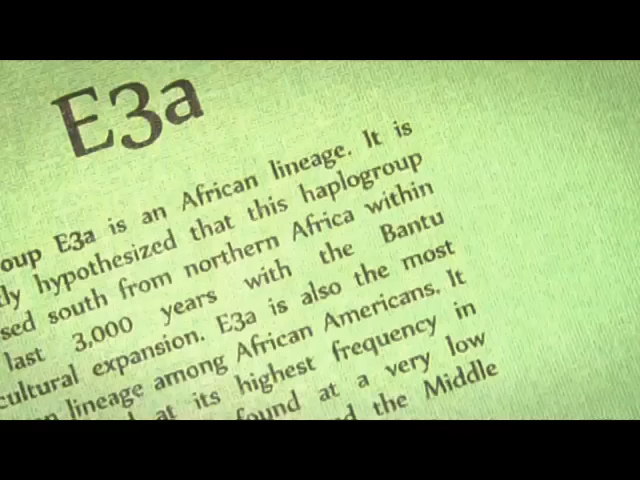 E3a
oup E3a is an African lineage. It is
tly hypothesized that this haplogroup
sed south from northern Africa within
last 3,000 years with the Bantu
cultural expansion. E3a is also the most
n lineage among African Americans. It
at its highest frequency in
ound at a very low
d the Middle